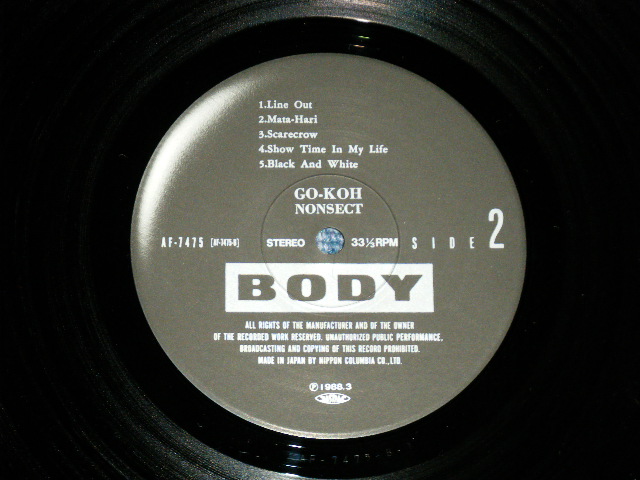 1.Line Out
2.Mata-Hari
3.Scarecrow
4.Show Time In My Life
5.Black And White
GO-KOH
NONSECT
AF-7475 [AF-7475-B] STEREO 33⅓RPM SIDE 2
BODY
ALL RIGHTS OF THE MANUFACTURER AND OF THE OWNER
OF THE RECORDED WORK RESERVED. UNAUTHORIZED PUBLIC PERFORMANCE.
BROADCASTING AND COPYING OF THIS RECORD PROHIBITED.
MADE IN JAPAN BY NIPPON COLUMBIA CO.,LTD.
Ⓟ1988.3